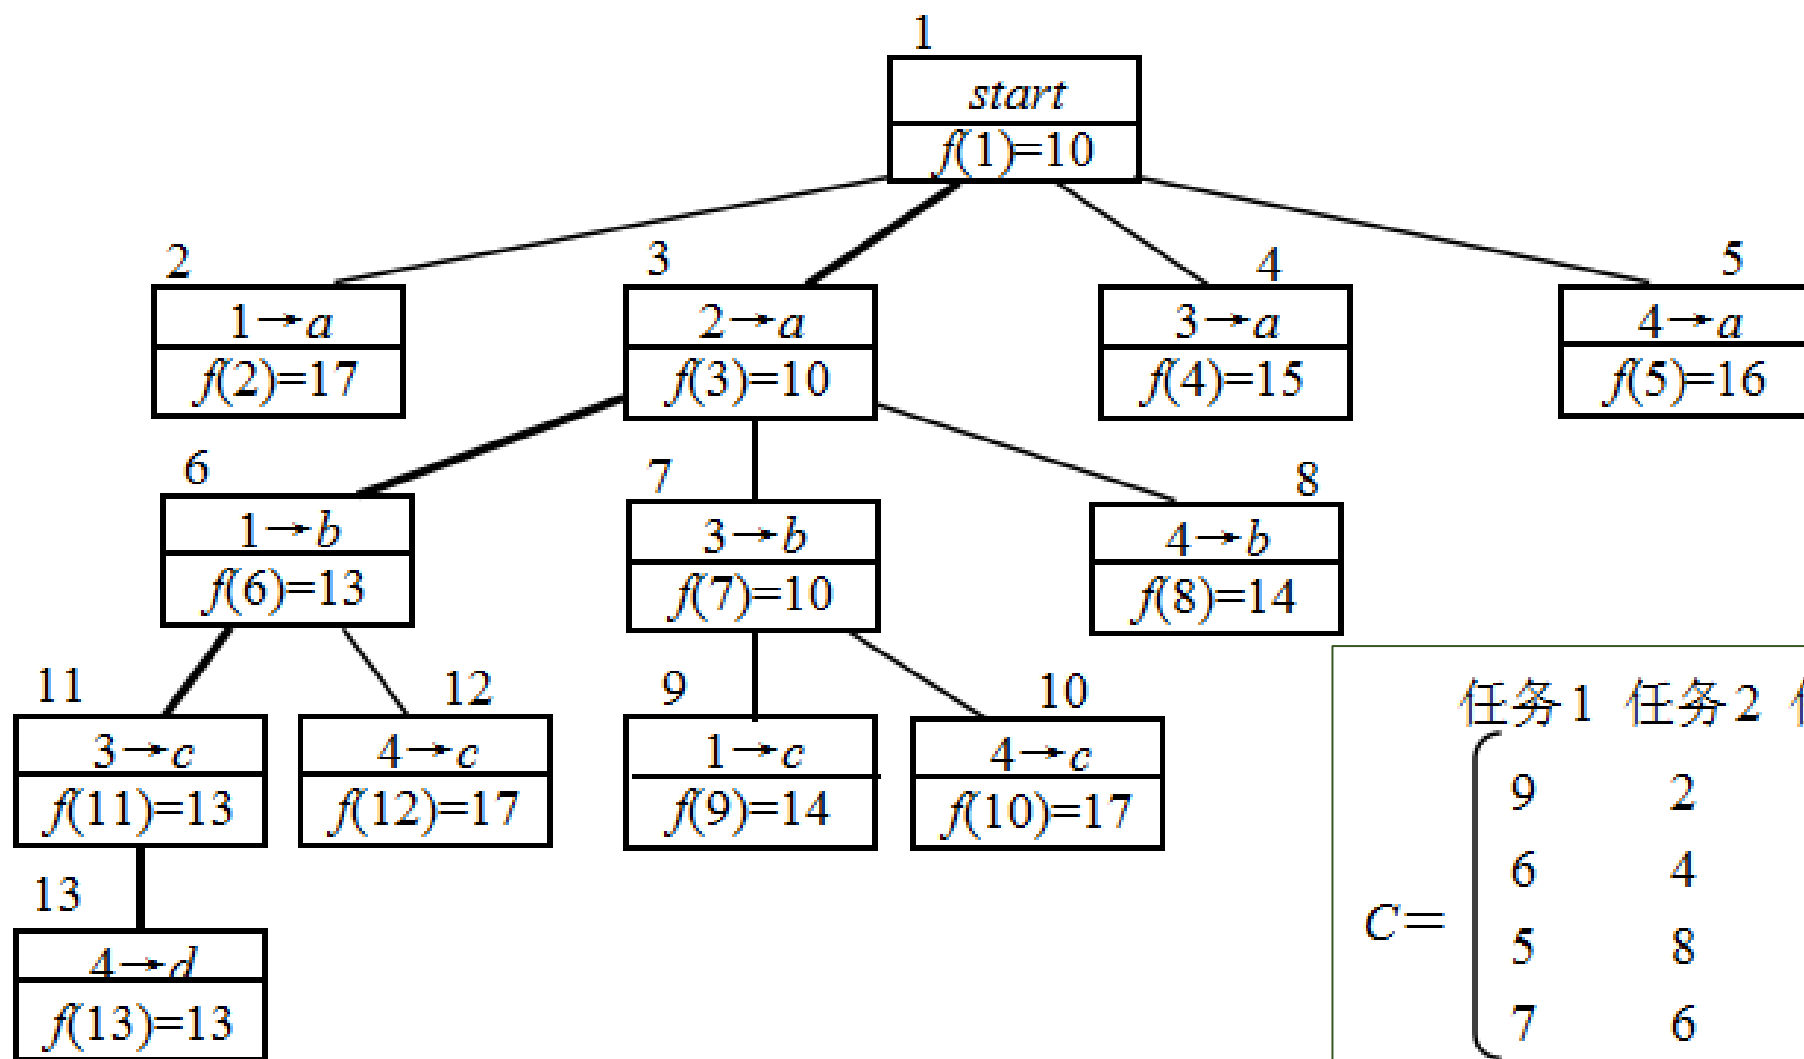 1
start
f(1)=10
2 3 4 5
1→a 2→a 3→a 4→a
f(2)=17 f(3)=10 f(4)=15 f(5)=16
6 7 8
1→b 3→b 4→b
f(6)=13 f(7)=10 f(8)=14
11 12 9 10
3→c 4→c 1→c 4→c
f(11)=13 f(12)=17 f(9)=14 f(10)=17
13
4→d
f(13)=13
任务1 任务2
9 2
6 4
C=
5 8
7 6